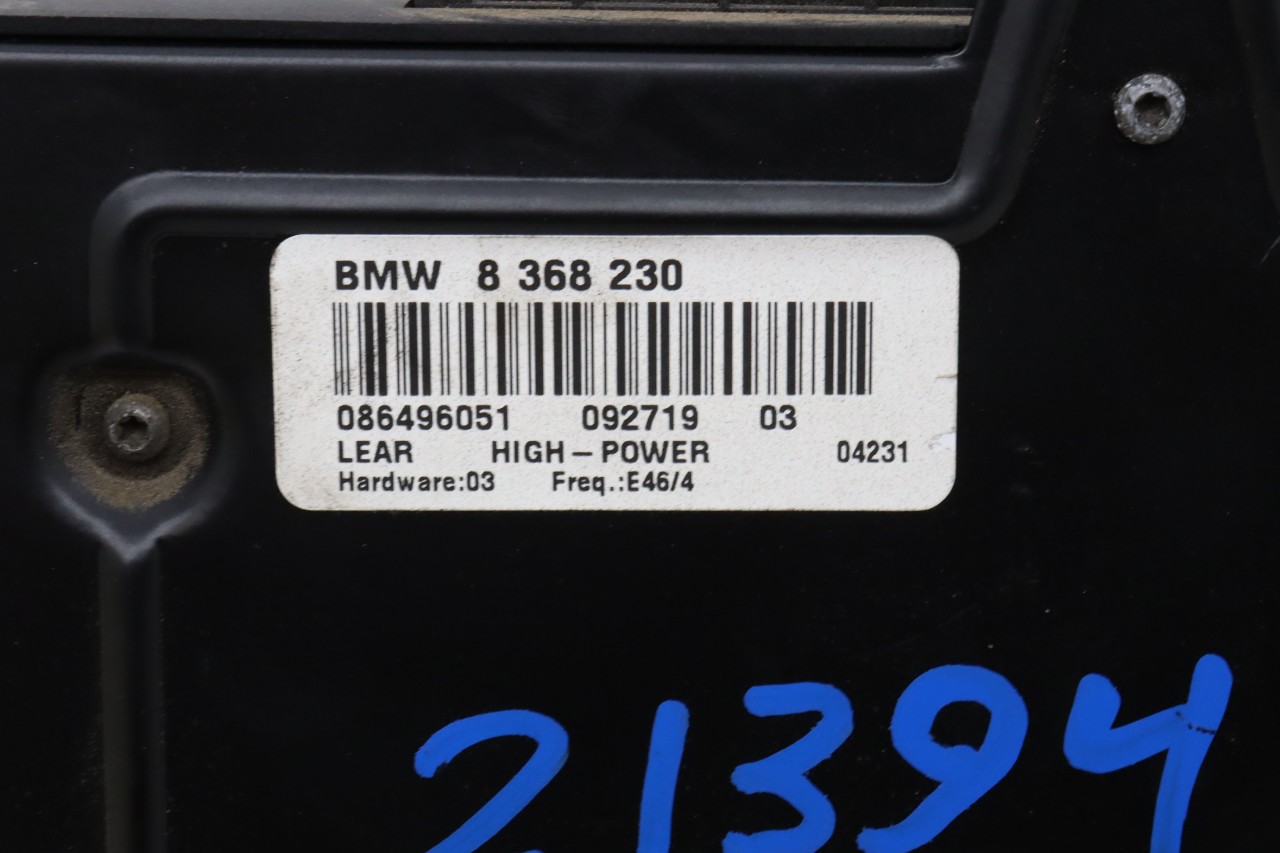 BMW 8 368 230
086496051 092719 03
LEAR HIGH-POWER 04231
Hardware:03 Freq.:E46/4
21394